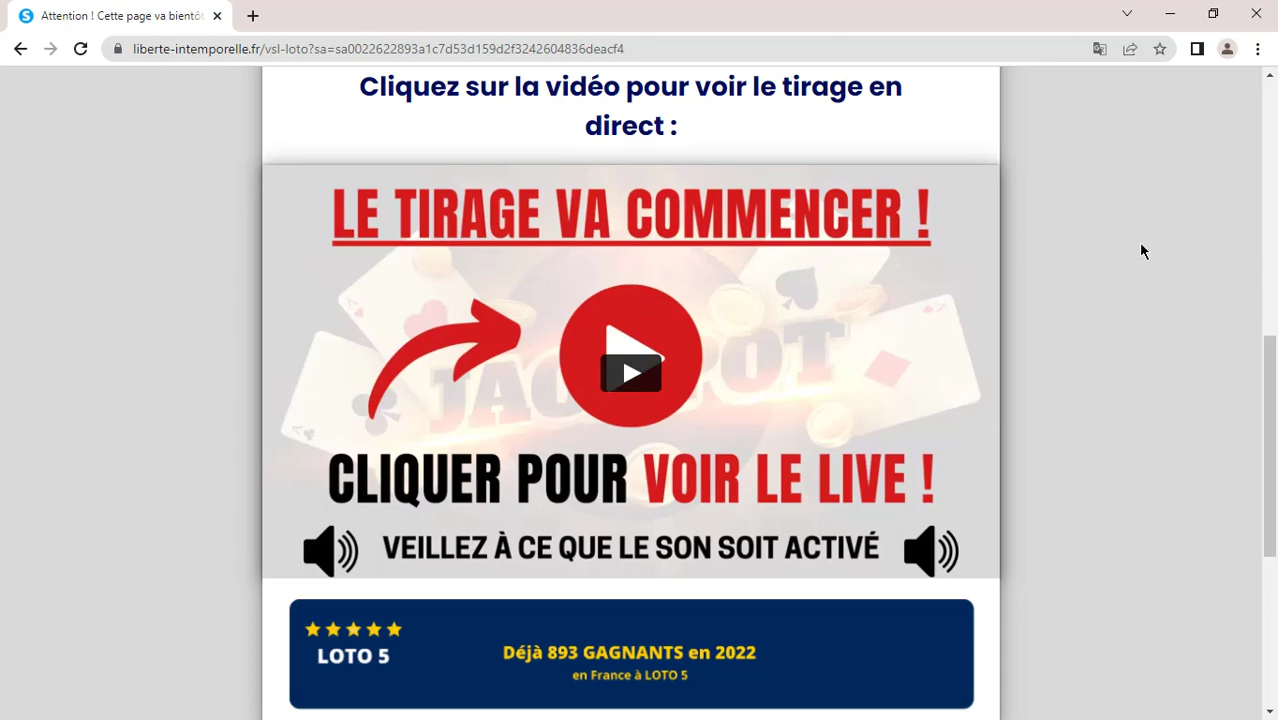 Attention ! Cette page va bientôt
liberte-intemporelle.fr/vsl-loto?sa=sa0022622893a1c7d53d159d2f3242604836deacf4
Cliquez sur la vidéo pour voir le tirage en
direct :
LE TIRAGE VA COMMENCER !
JACKPOT
CLIQUER POUR VOIR LE LIVE !
VEILLEZ À CE QUE LE SON SOIT ACTIVÉ
LOTO 5
Déjà 893 GAGNANTS en 2022
en France à LOTO 5